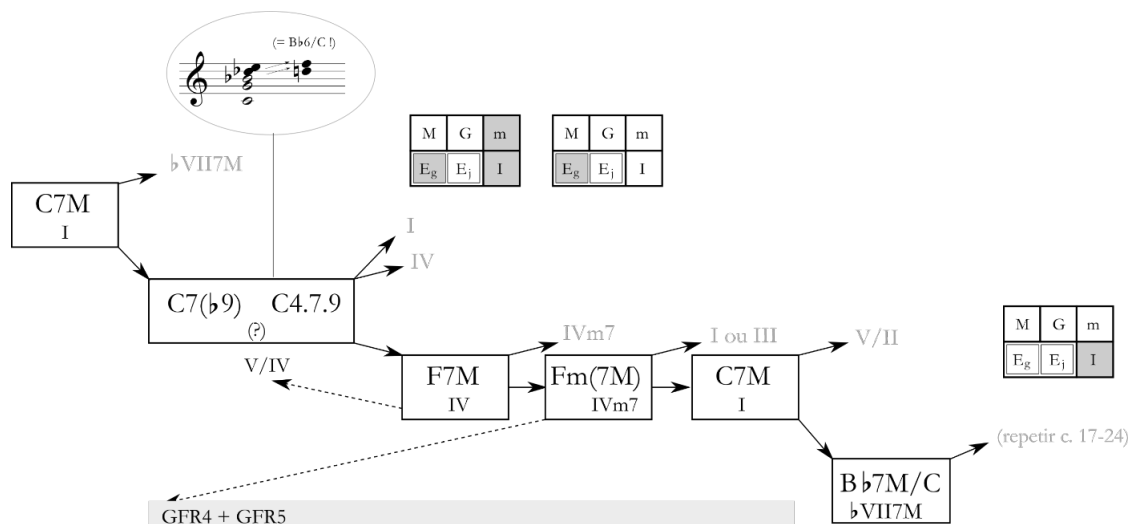 (= B♭6/C !)
M G m
E_g E_j I
M G m
E_g E_j I
♭VII7M
C7M
I
I
IV
C7(♭9) C4.7.9
(?)
V/IV
IVm7
I ou III
V/II
F7M
IV
Fm(7M)
IVm7
C7M
I
M G m
E_g E_j I
(repetir c. 17-24)
B♭7M/C
♭VII7M
GFR4 + GFR5